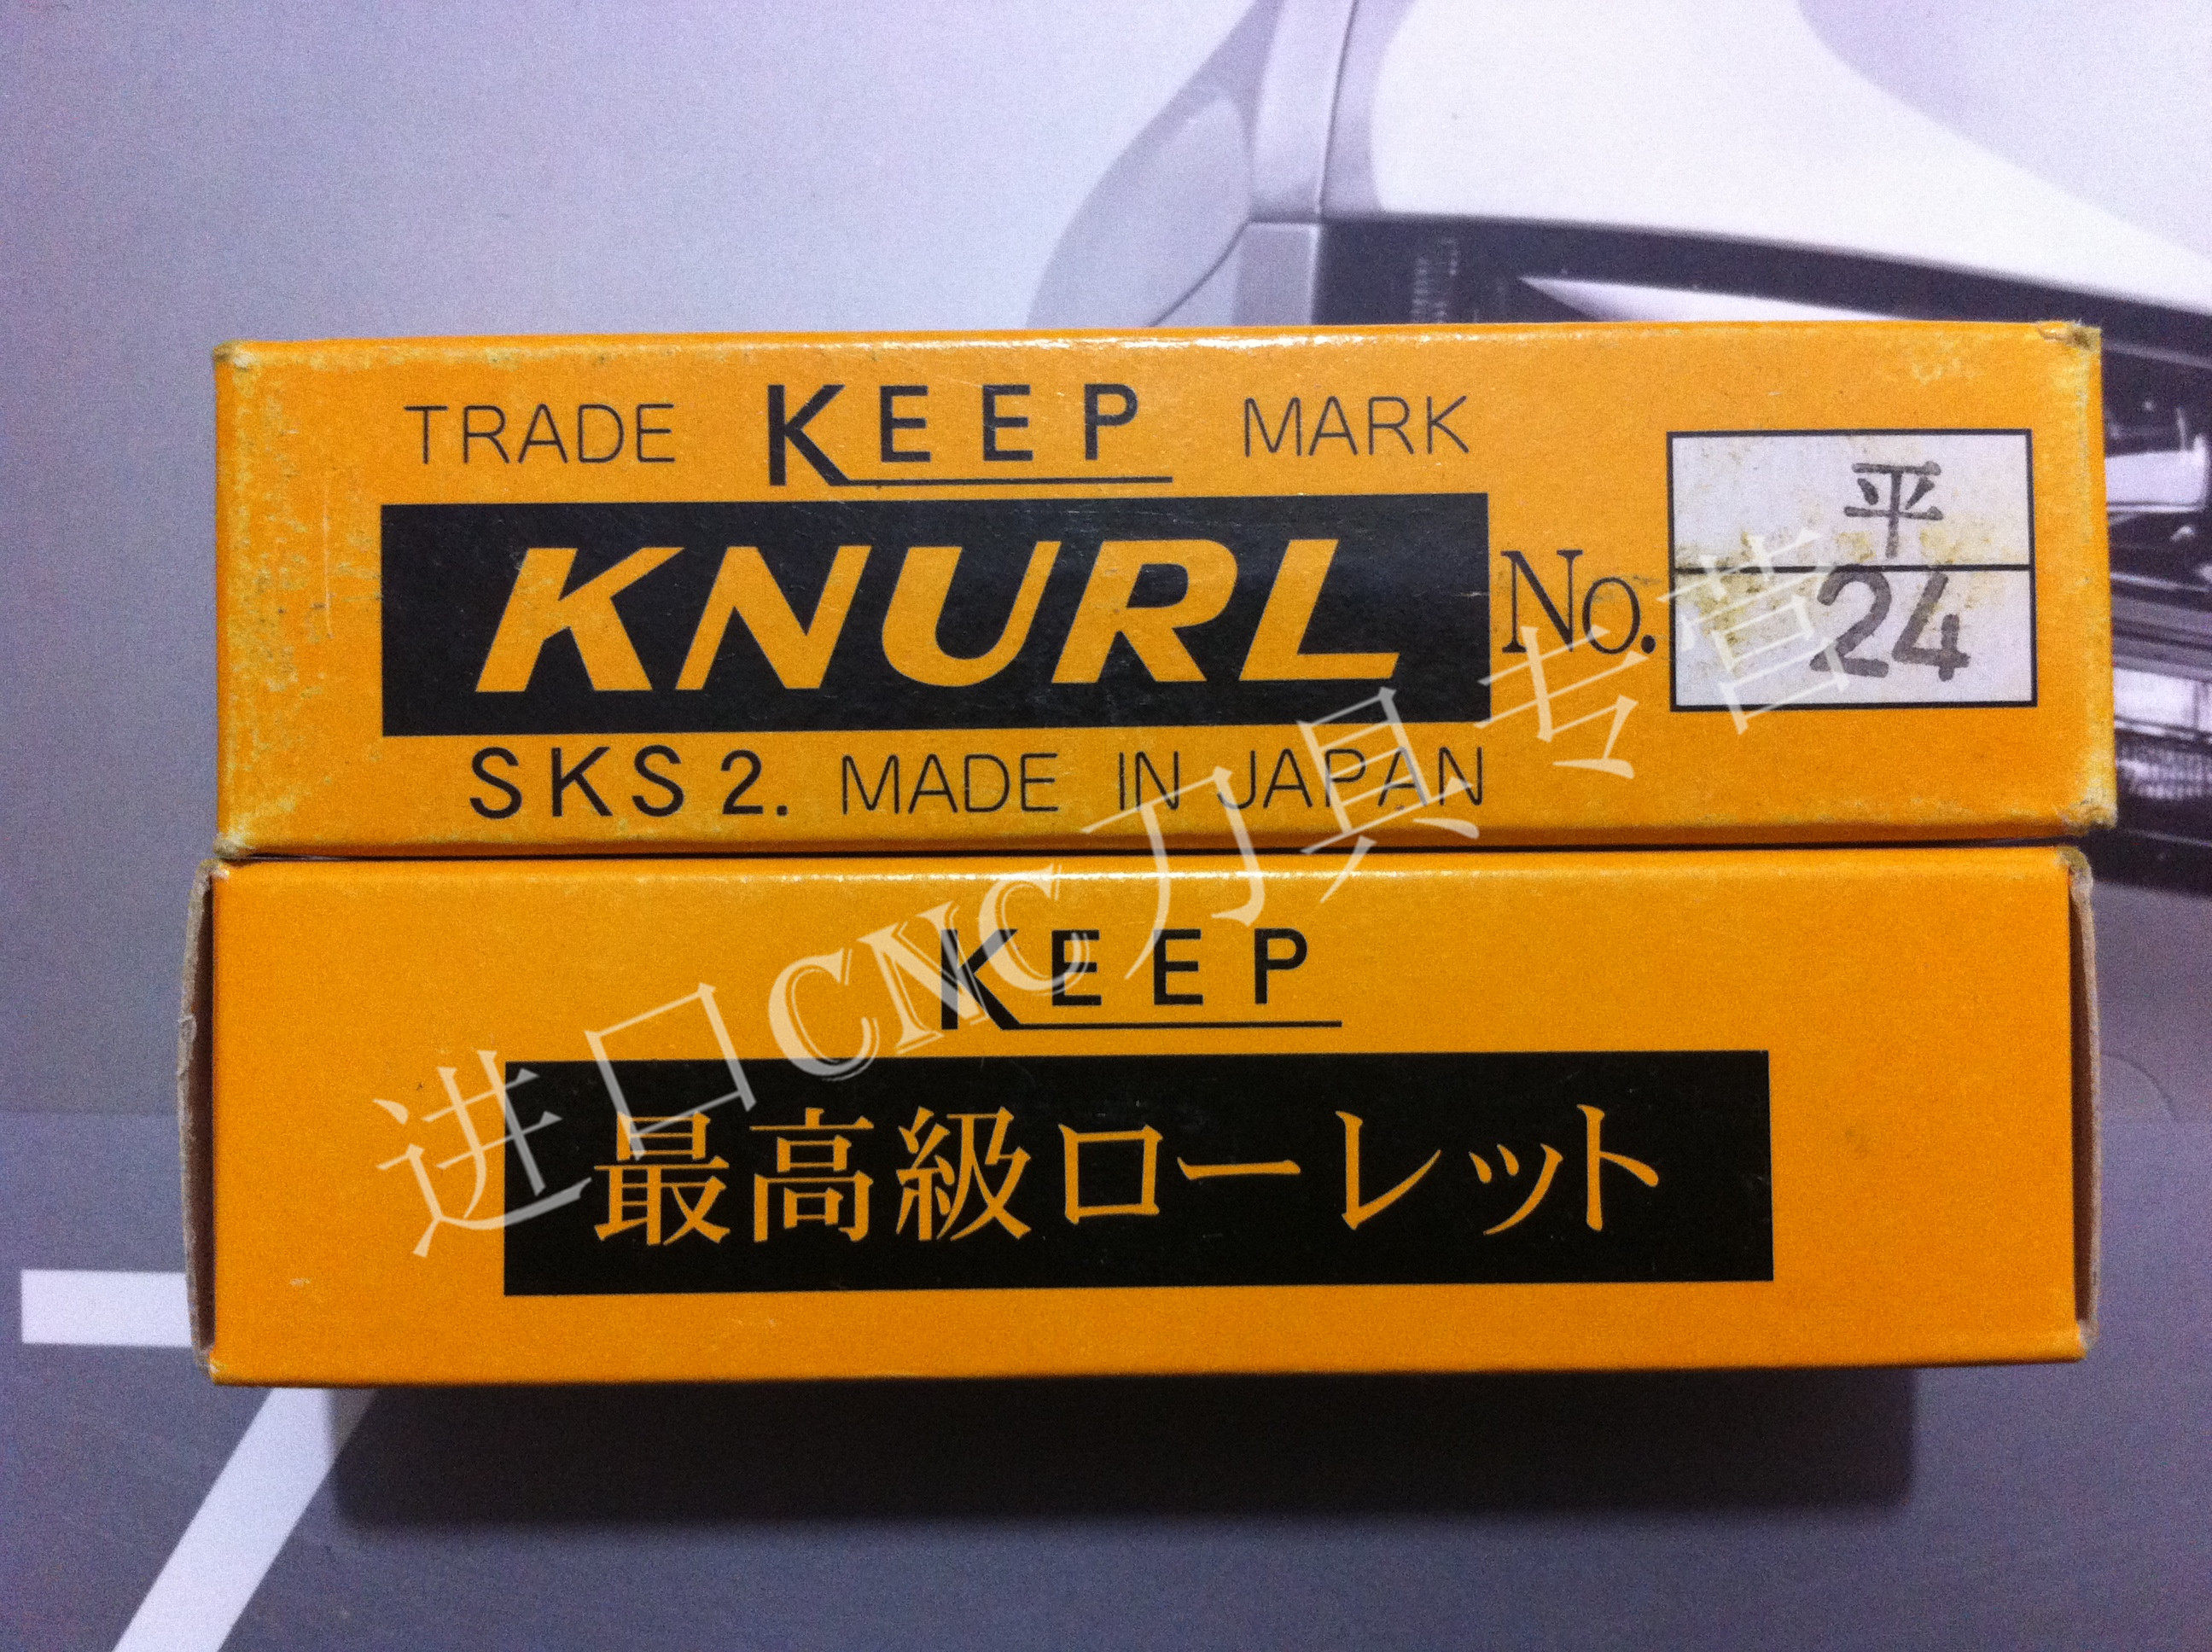 TRADE KEEP MARK
KNURL No. 平 24
SKS2. MADE IN JAPAN
KEEP
最高級ローレット
进口CNC刀具专营